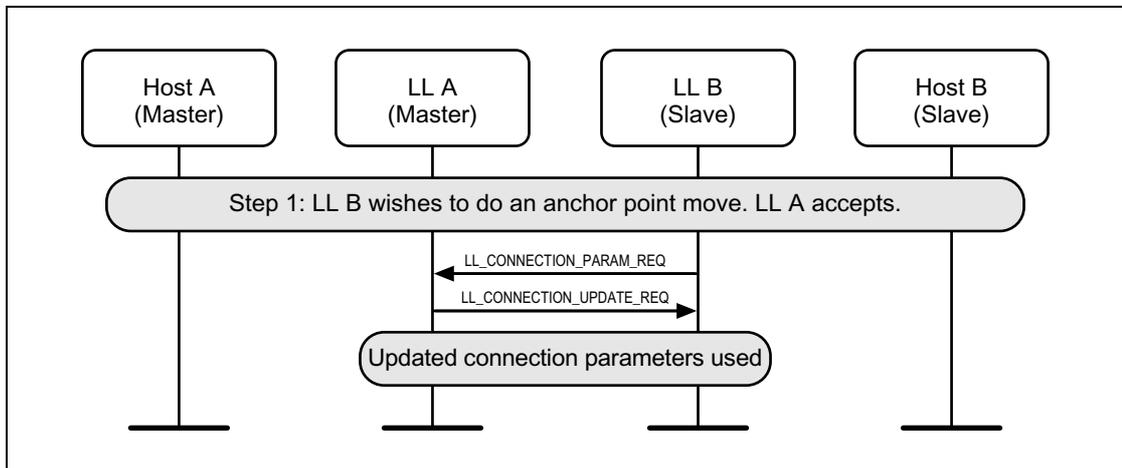 Host A
(Master)
LL A
(Master)
LL B
(Slave)
Host B
(Slave)
Step 1: LL B wishes to do an anchor point move. LL A accepts.
LL_CONNECTION_PARAM_REQ
LL_CONNECTION_UPDATE_REQ
Updated connection parameters used